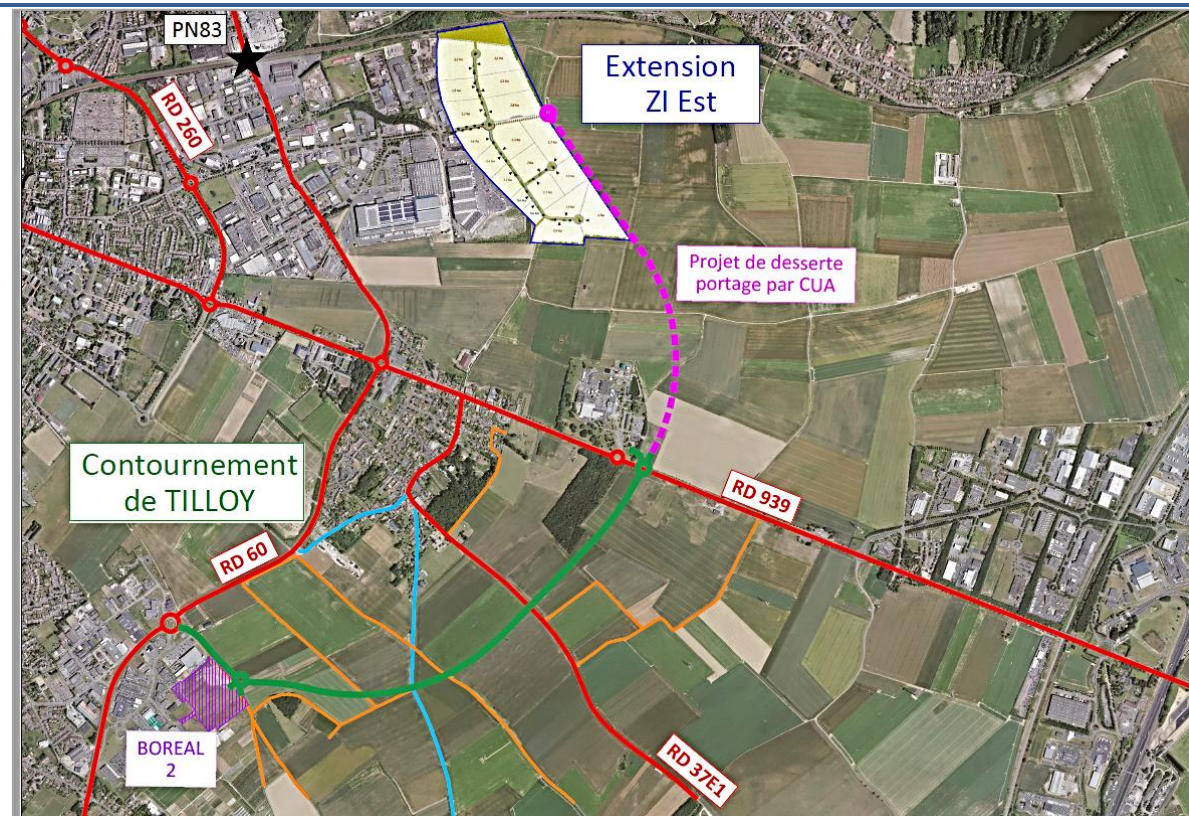 PN83
RD 260
Extension
ZI Est
Projet de desserte
portage par CUA
Contournement
de TILLOY
RD 939
RD 60
BOREAL
2
RD 37E1